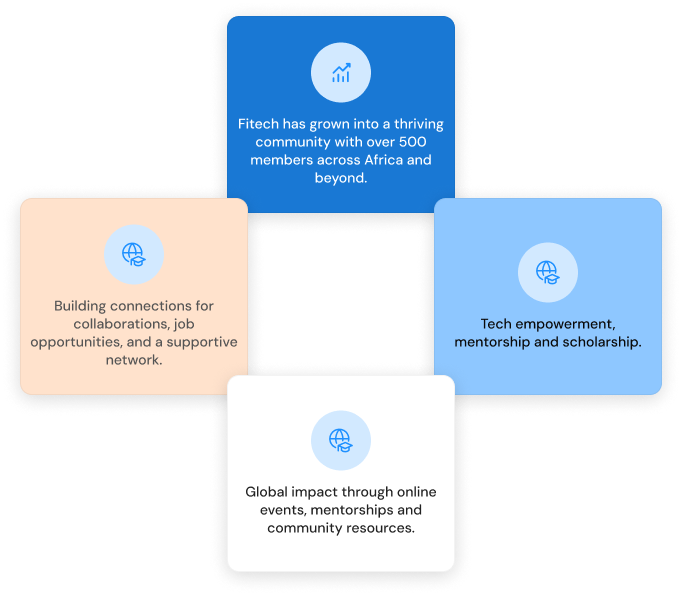 Fitech has grown into a thriving
community with over 500
members across Africa and
beyond.
Building connections for
collaborations, job
opportunities, and a supportive
network.
Tech empowerment,
mentorship and scholarship.
Global impact through online
events, mentorships and
community resources.